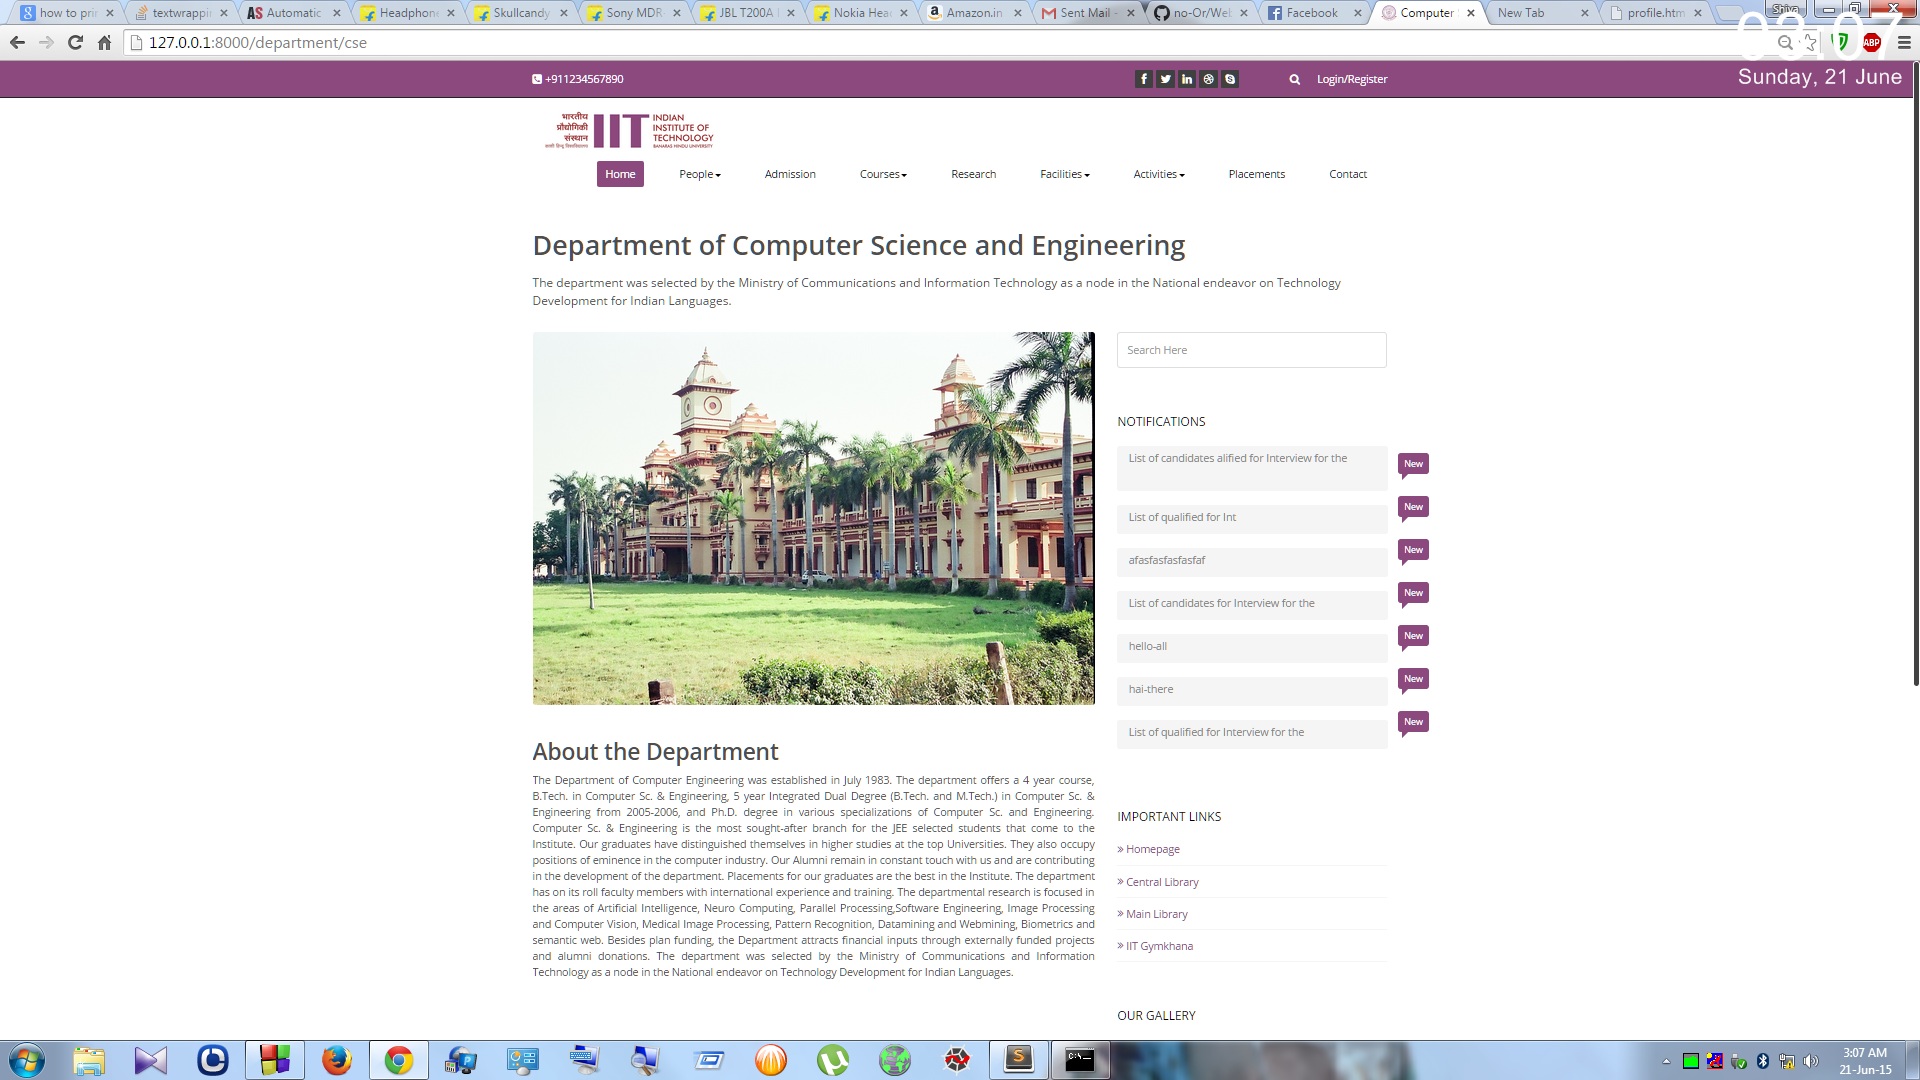 how to pri
textwrappi
AS Automatic
Headphon
Skullcandy
Sony MDR-
JBL T200A
Nokia Hea
Amazon.in
Sent Mail -
no-Or/We
Facebook
Computer
New Tab
profile.htm
Shiva
127.0.0.1:8000/department/cse
ABP
03:07
+911234567890
Login/Register
Sunday, 21 June
भारतीय
प्रौद्योगिकी
संस्थान
काशी हिन्दू विश्वविद्यालय
IIT
INDIAN
INSTITUTE OF
TECHNOLOGY
BANARAS HINDU UNIVERSITY
Home People Admission Courses Research Facilities Activities Placements Contact
Department of Computer Science and Engineering
The department was selected by the Ministry of Communications and Information Technology as a node in the National endeavor on Technology
Development for Indian Languages.
Search Here
NOTIFICATIONS
List of candidates alified for Interview for the
New
List of qualified for Int
New
afasfasfasfasfaf
New
List of candidates for Interview for the
New
hello-all
New
hai-there
New
List of qualified for Interview for the
New
About the Department
The Department of Computer Engineering was established in July 1983. The department offers a 4 year course,
B.Tech. in Computer Sc. & Engineering, 5 year Integrated Dual Degree (B.Tech. and M.Tech.) in Computer Sc. &
Engineering from 2005-2006, and Ph.D. degree in various specializations of Computer Sc. and Engineering.
Computer Sc. & Engineering is the most sought-after branch for the JEE selected students that come to the
Institute. Our graduates have distinguished themselves in higher studies at the top Universities. They also occupy
positions of eminence in the computer industry. Our Alumni remain in constant touch with us and are contributing
in the development of the department. Placements for our graduates are the best in the Institute. The department
has on its roll faculty members with international experience and training. The departmental research is focused in
the areas of Artificial Intelligence, Neuro Computing, Parallel Processing,Software Engineering, Image Processing
and Computer Vision, Medical Image Processing, Pattern Recognition, Datamining and Webmining, Biometrics and
semantic web. Besides plan funding, the Department attracts financial inputs through externally funded projects
and alumni donations. The department was selected by the Ministry of Communications and Information
Technology as a node in the National endeavor on Technology Development for Indian Languages.
IMPORTANT LINKS
» Homepage
» Central Library
» Main Library
» IIT Gymkhana
OUR GALLERY
3:07 AM
21-Jun-15